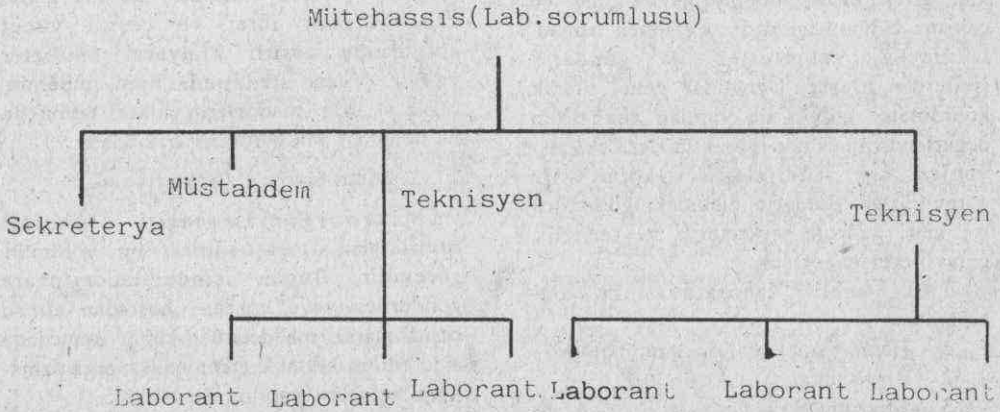 Mütehassıs(Lab.sorumlusu)
Müstahdem
Teknisyen
Sekreterya
Teknisyen
Laborant Laborant Laborant Laborant Laborant Laborant